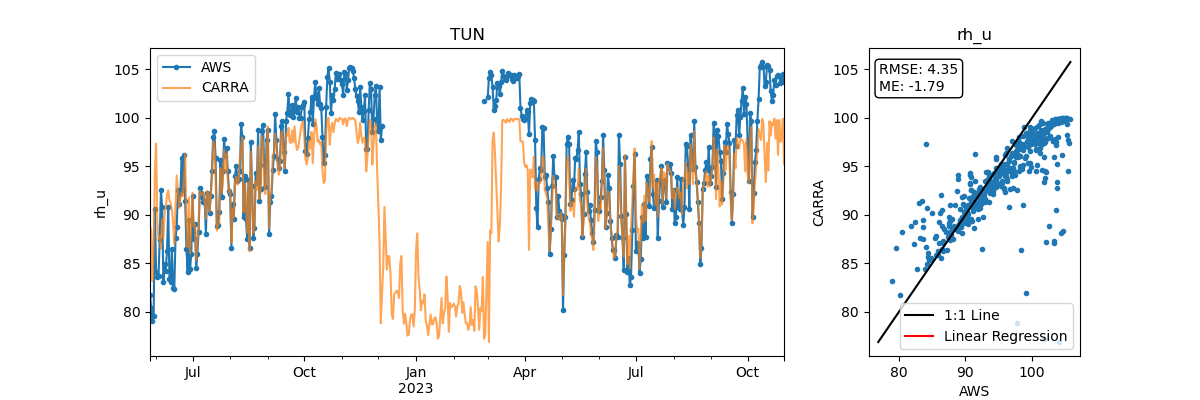 TUN
rh_u
AWS
CARRA
rh_u
105
100
95
90
85
80
Jul
Oct
Jan
2023
Apr
Jul
Oct
RMSE: 4.35
ME: -1.79
CARRA
105
100
95
90
85
80
1:1 Line
Linear Regression
80
90
100
AWS